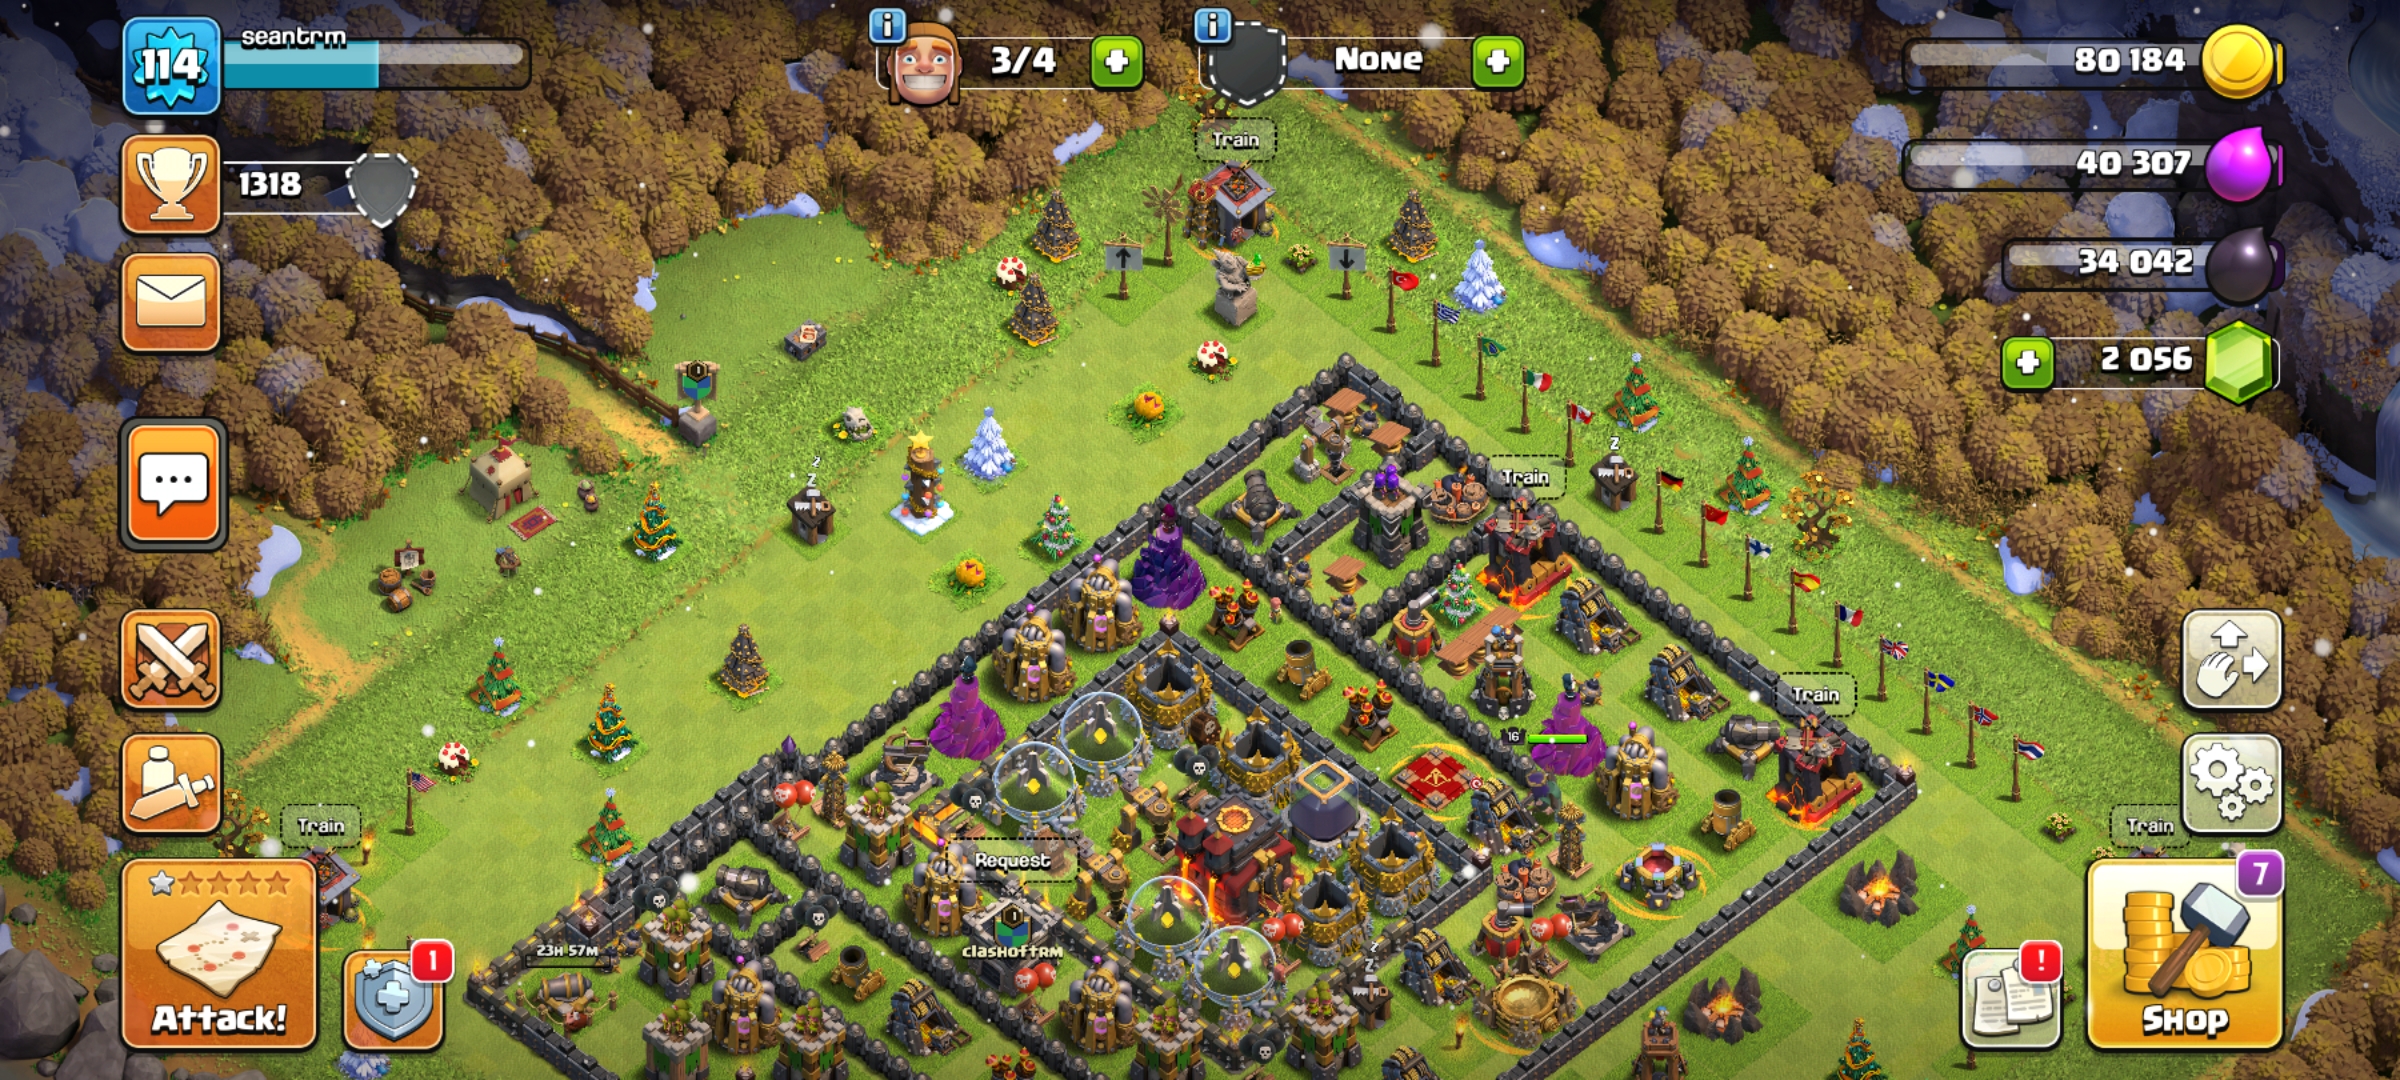 114
seantrm
3/4
None
80 184
1318
40 307
34 042
2 056
Train
Train
Train
Train
Train
Z
Z
Z
Z
Z
16
Request
clashoftRM
23H 57M
1
Attack!
7
!
Shop